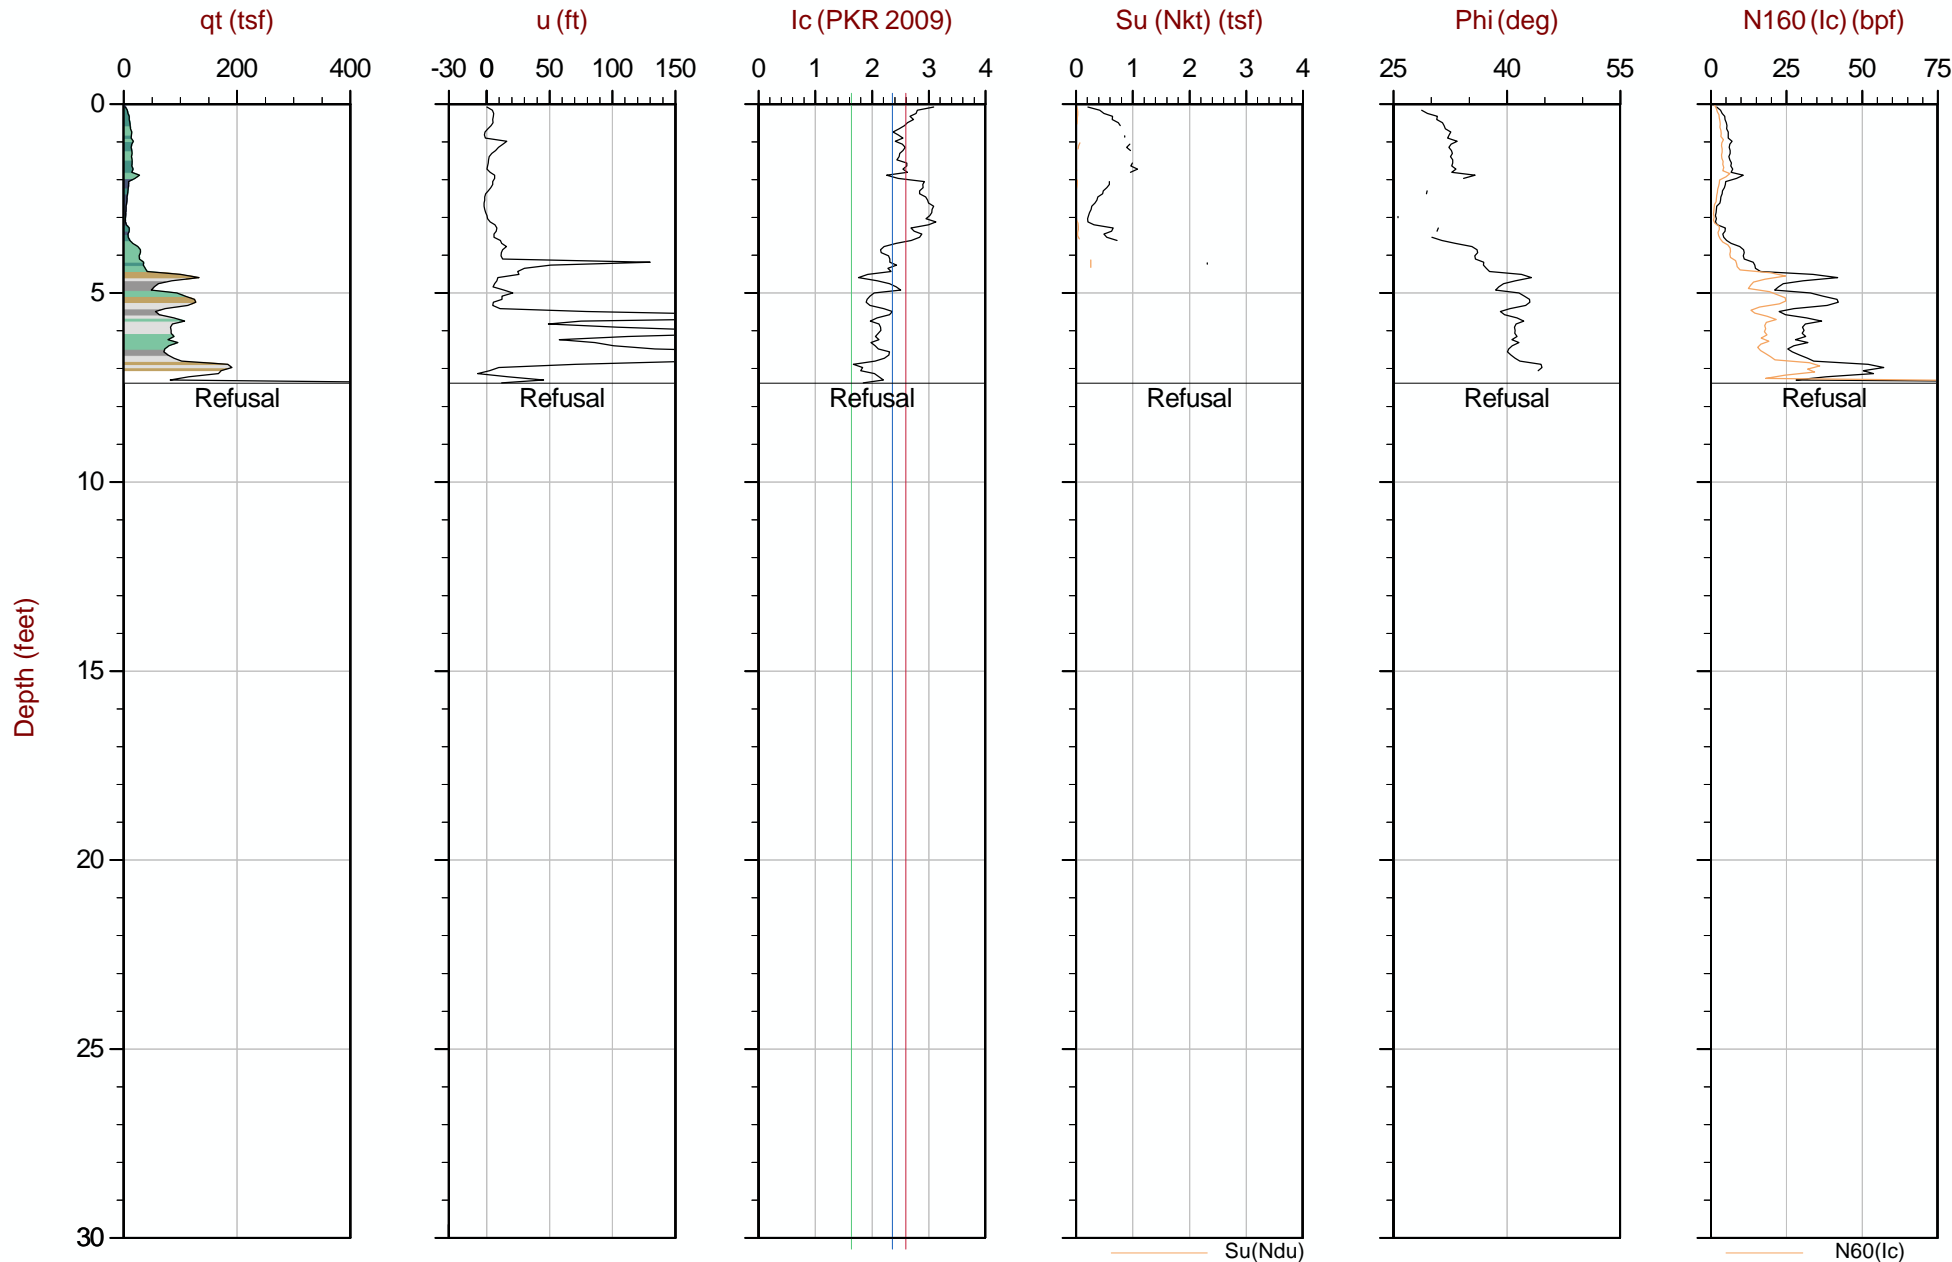 qt (tsf) u (ft) Ic (PKR 2009) Su (Nkt) (tsf) Phi (deg) N160 (Ic) (bpf)
0 200 400 -30 0 50 100 150 0 1 2 3 4 0 1 2 3 4 25 40 55 0 25 50 75
0
5
Refusal Refusal Refusal Refusal Refusal Refusal
10
15
Depth (feet)
20
25
30
Su(Ndu) N60(Ic)